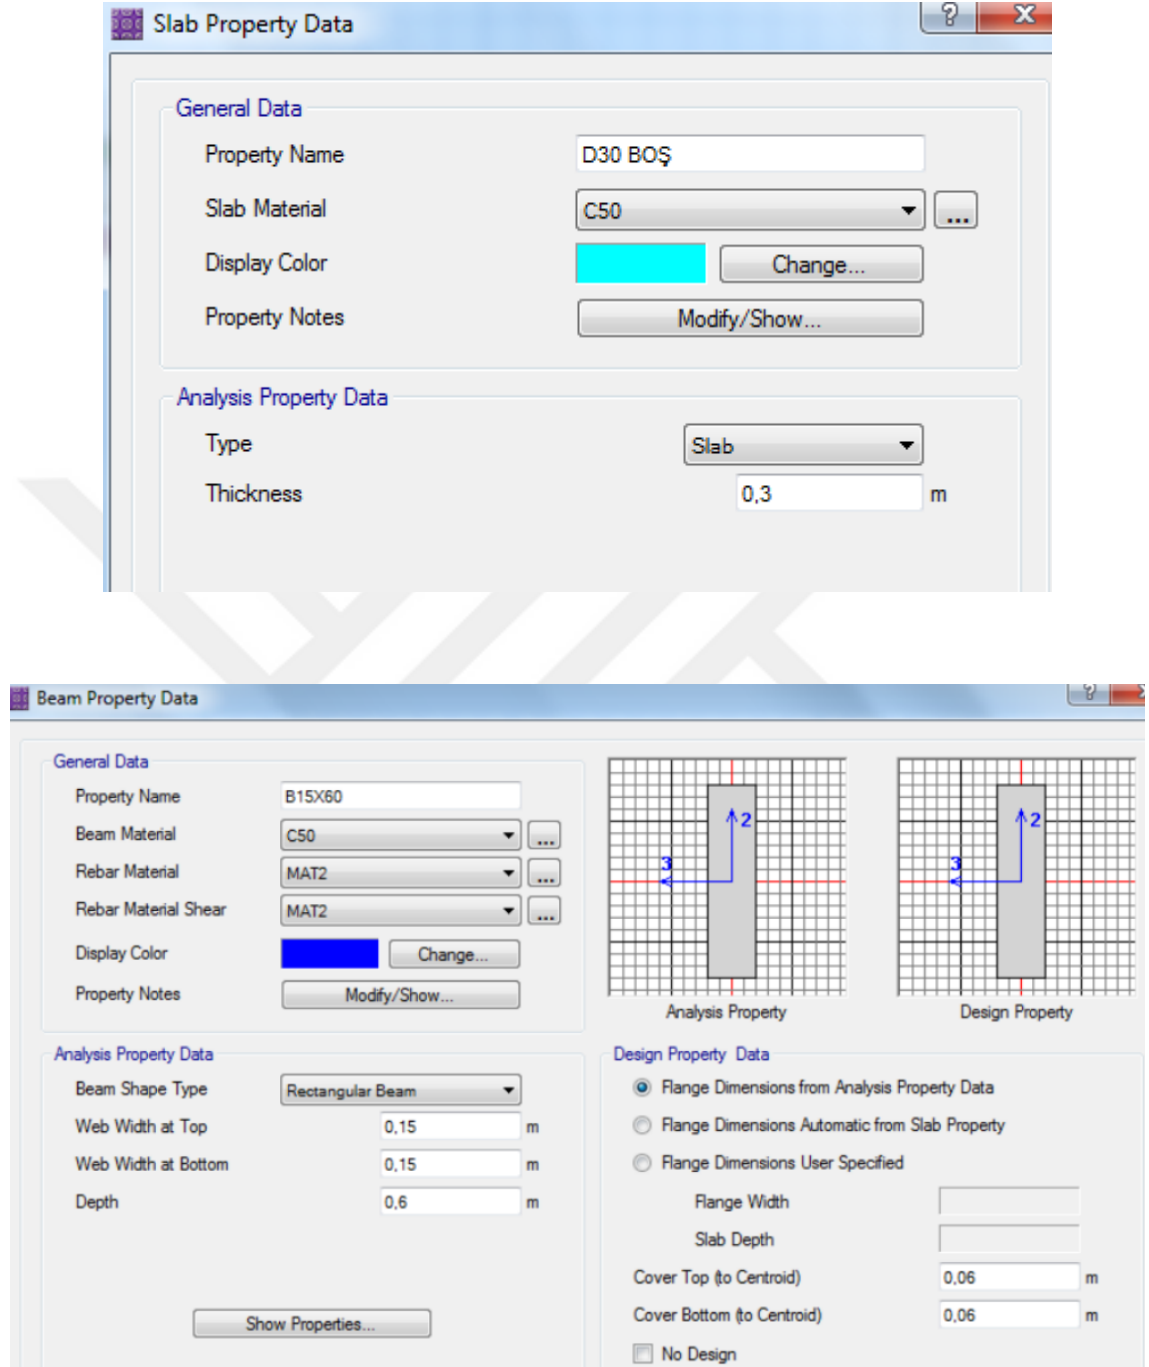 Slab Property Data
?
X
General Data
Property Name D30 BOŞ
Slab Material C50 ...
Display Color Change...
Property Notes Modify/Show...
Analysis Property Data
Type Slab
Thickness 0,3 m
Beam Property Data
?
General Data
Property Name B15X60
Beam Material C50 ...
Rebar Material MAT2 ...
Rebar Material Shear MAT2 ...
Display Color Change...
Property Notes Modify/Show...
2
3
Analysis Property
2
3
Design Property
Analysis Property Data
Beam Shape Type Rectangular Beam
Web Width at Top 0,15 m
Web Width at Bottom 0,15 m
Depth 0,6 m
Show Properties...
Design Property Data
Flange Dimensions from Analysis Property Data
Flange Dimensions Automatic from Slab Property
Flange Dimensions User Specified
Flange Width
Slab Depth
Cover Top (to Centroid) 0,06 m
Cover Bottom (to Centroid) 0,06 m
No Design